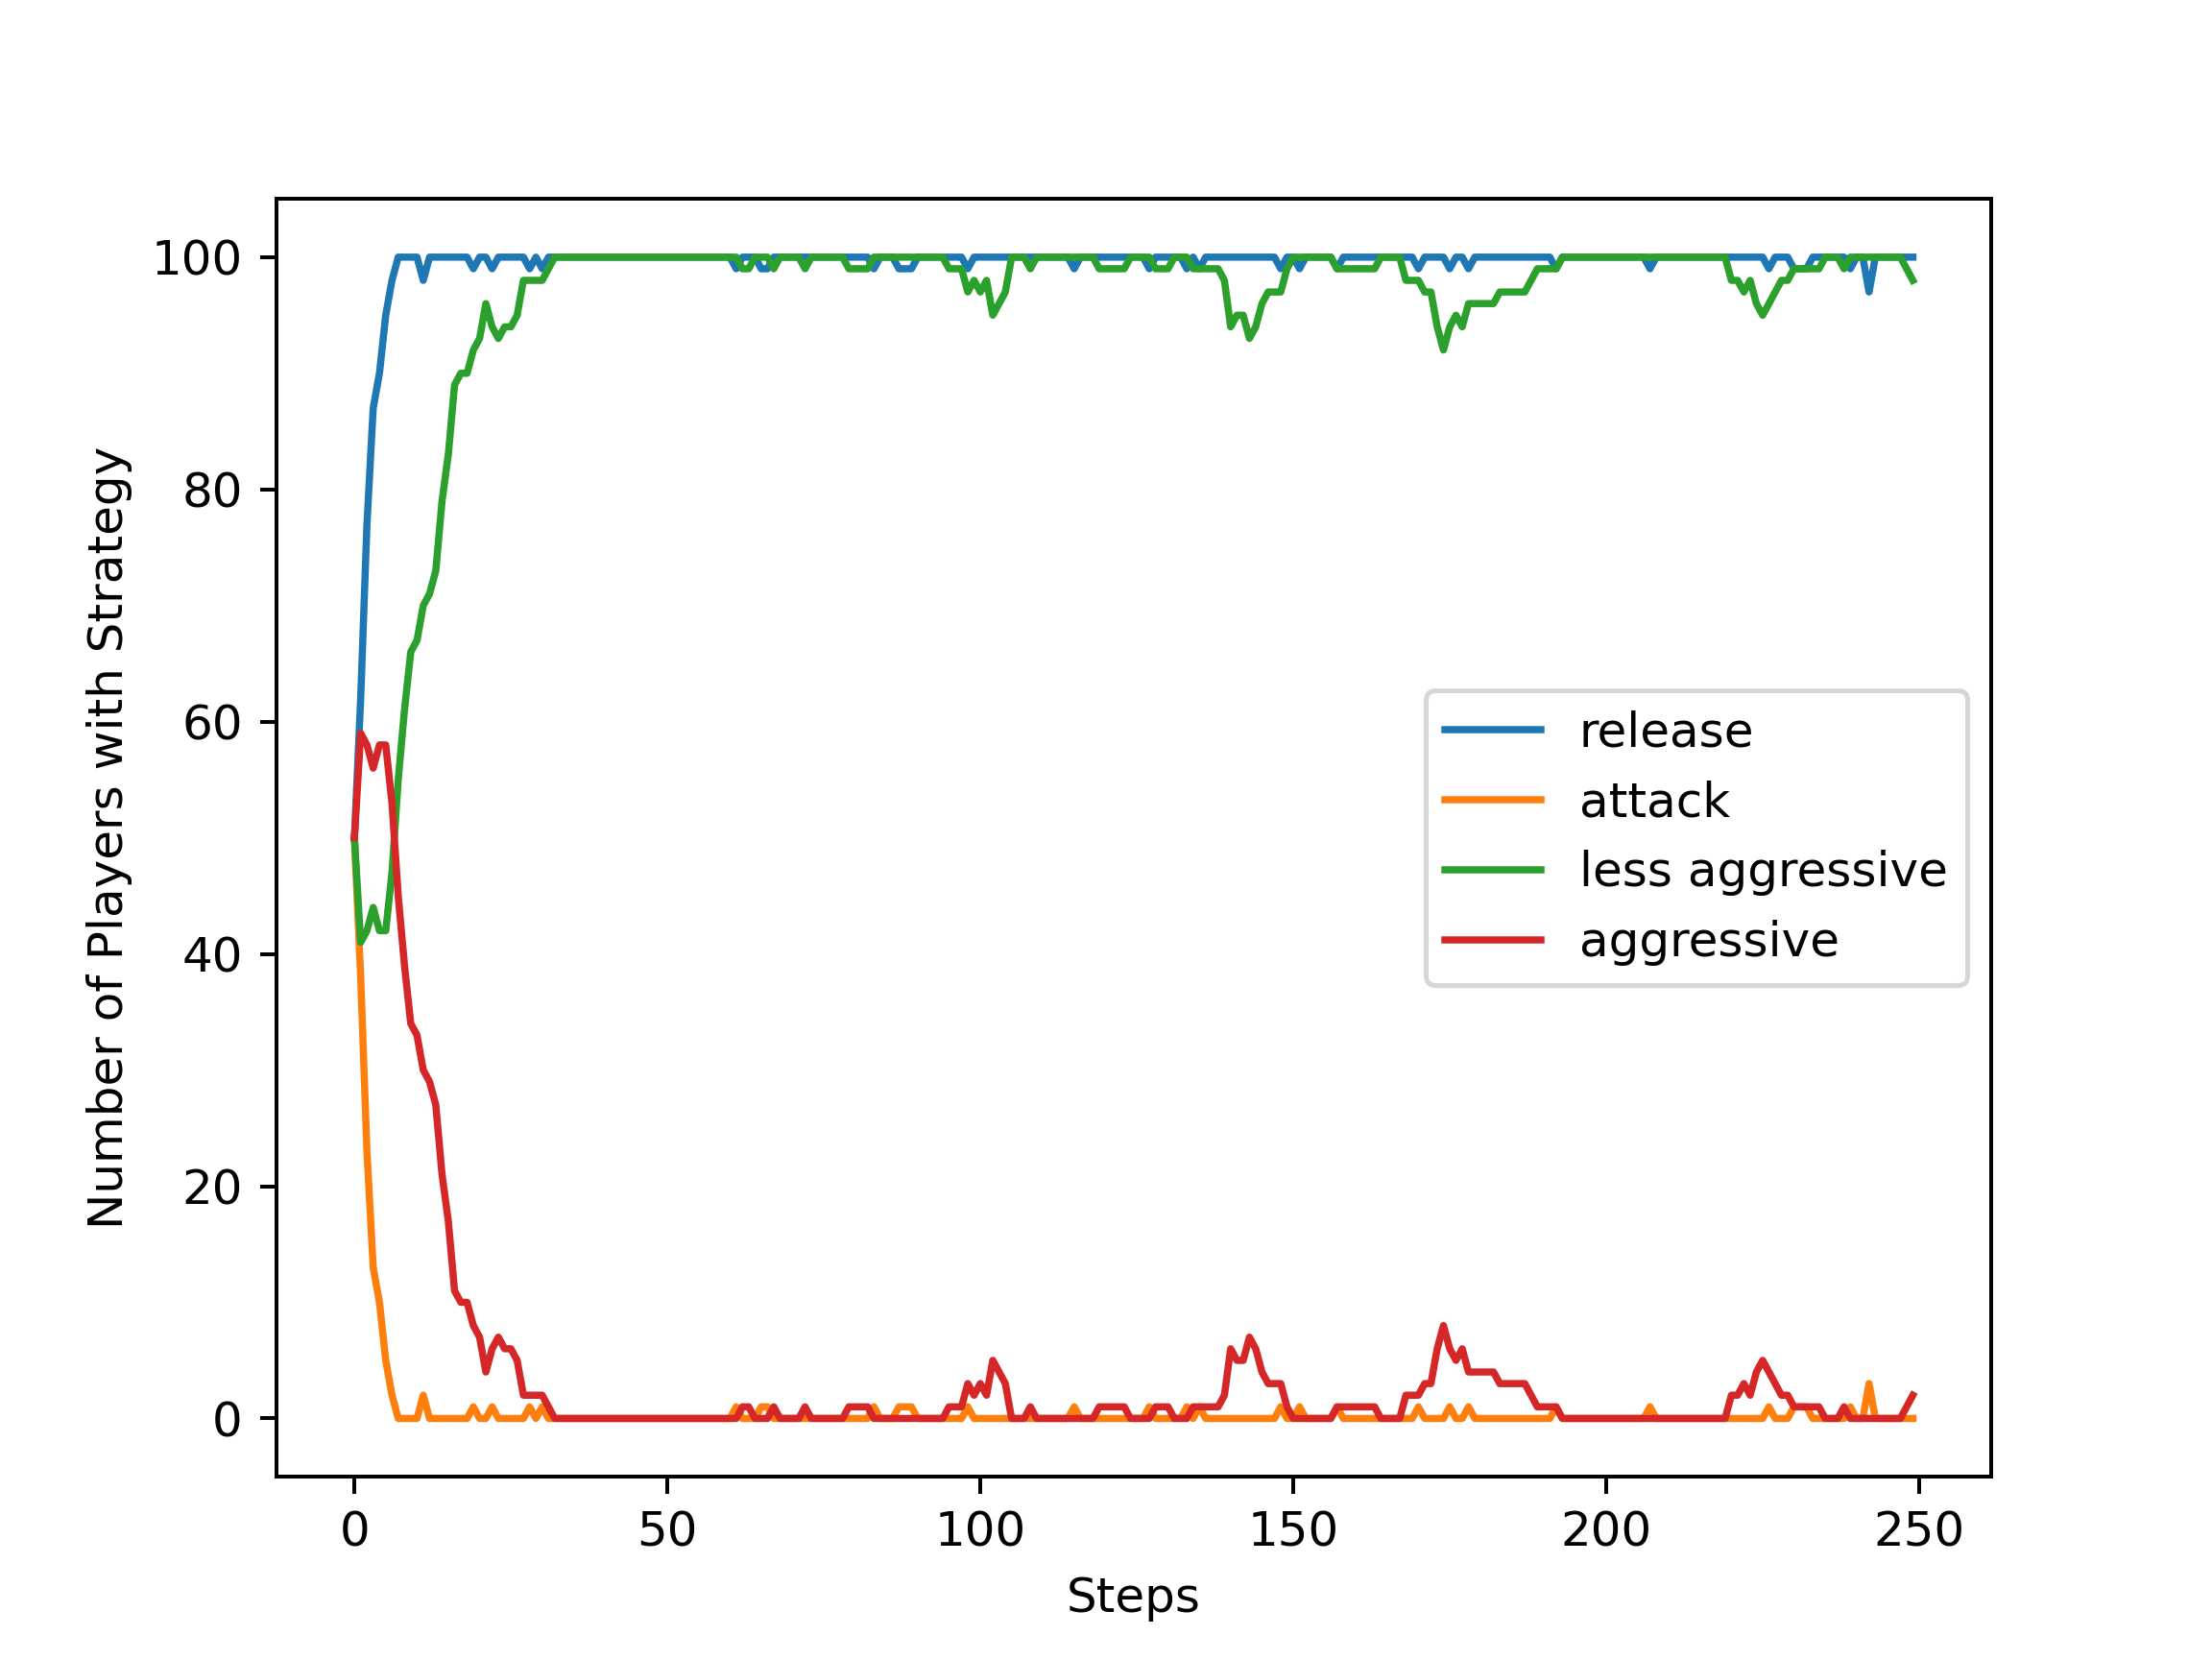 100
80
60
40
20
0
Number of Players with Strategy
release
attack
less aggressive
aggressive
0 50 100 150 200 250
Steps